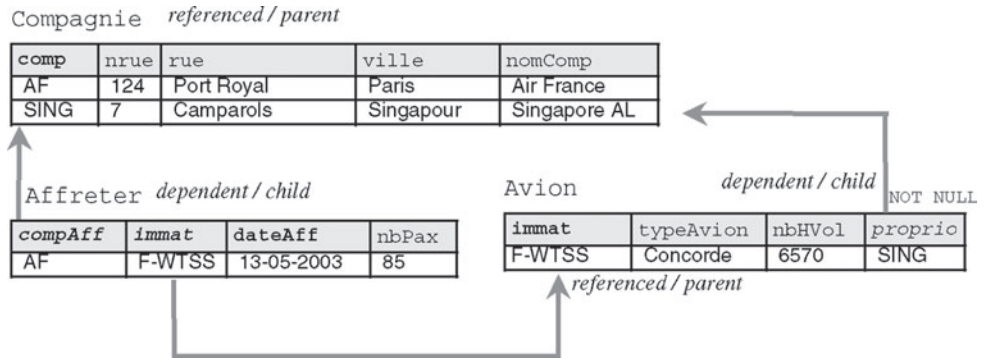 Compagnie referenced / parent
comp nrue rue ville nomComp
AF 124 Port Royal Paris Air France
SING 7 Camparols Singapour Singapore AL
Affreter dependent / child
compAff immat dateAff nbPax
AF F-WTSS 13-05-2003 85
Avion dependent / child
NOT NULL
immat typeAvion nbHVol proprio
F-WTSS Concorde 6570 SING
referenced / parent